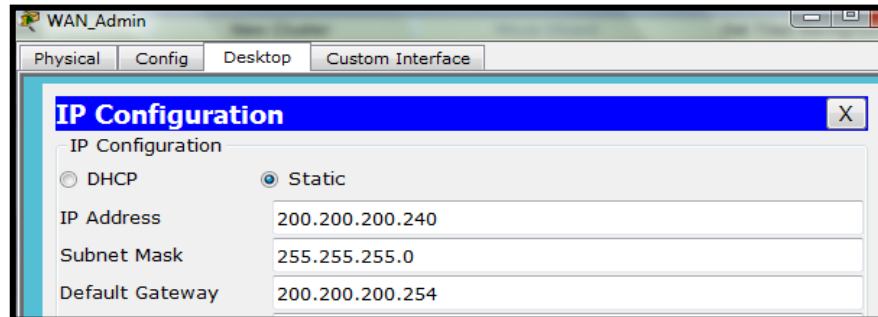 WAN_Admin
Physical Config Desktop Custom Interface
IP Configuration X
IP Configuration
DHCP Static
IP Address 200.200.200.240
Subnet Mask 255.255.255.0
Default Gateway 200.200.200.254